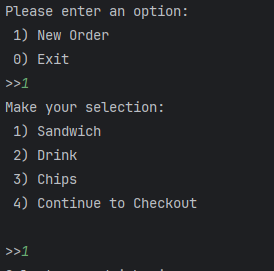 Please enter an option:
1) New Order
0) Exit
>>1
Make your selection:
1) Sandwich
2) Drink
3) Chips
4) Continue to Checkout
>>1